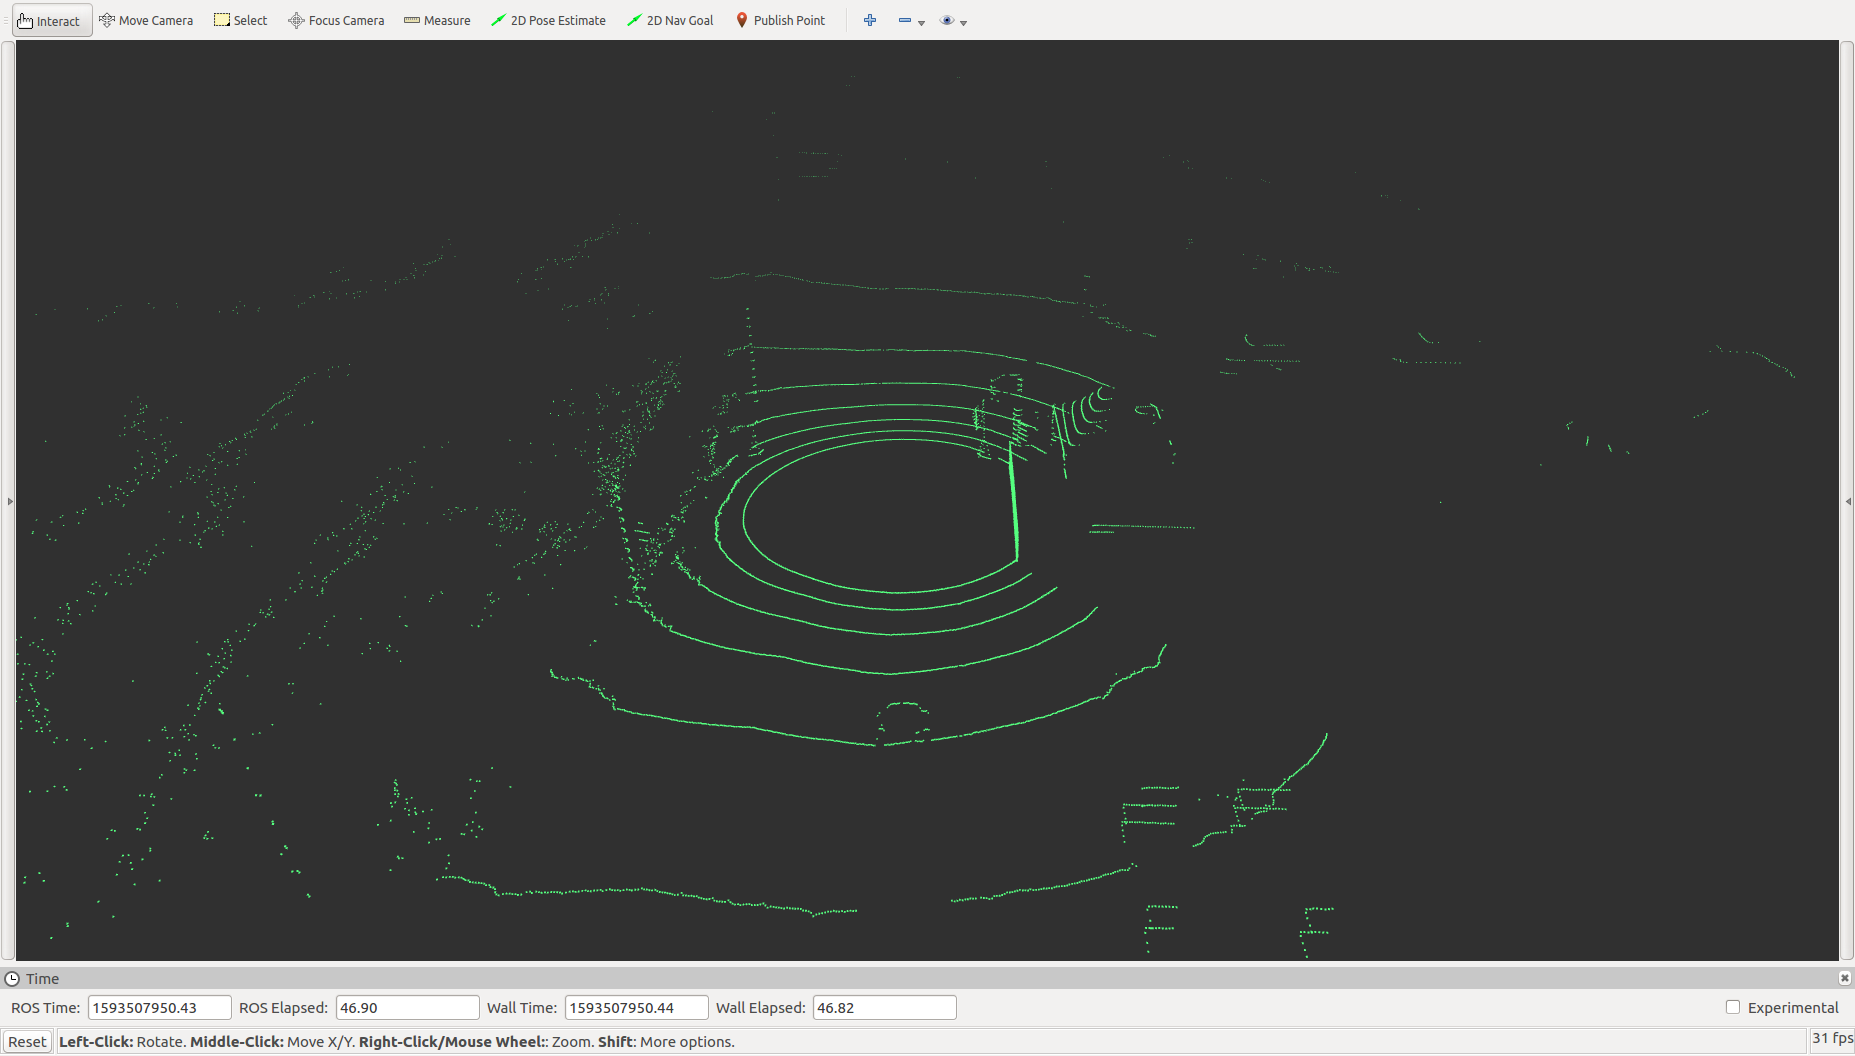 Interact Move Camera Select Focus Camera Measure 2D Pose Estimate 2D Nav Goal Publish Point
Time
ROS Time: 1593507950.43 ROS Elapsed: 46.90 Wall Time: 1593507950.44 Wall Elapsed: 46.82 Experimental
Reset Left-Click: Rotate. Middle-Click: Move X/Y. Right-Click/Mouse Wheel:: Zoom. Shift: More options. 31 fps